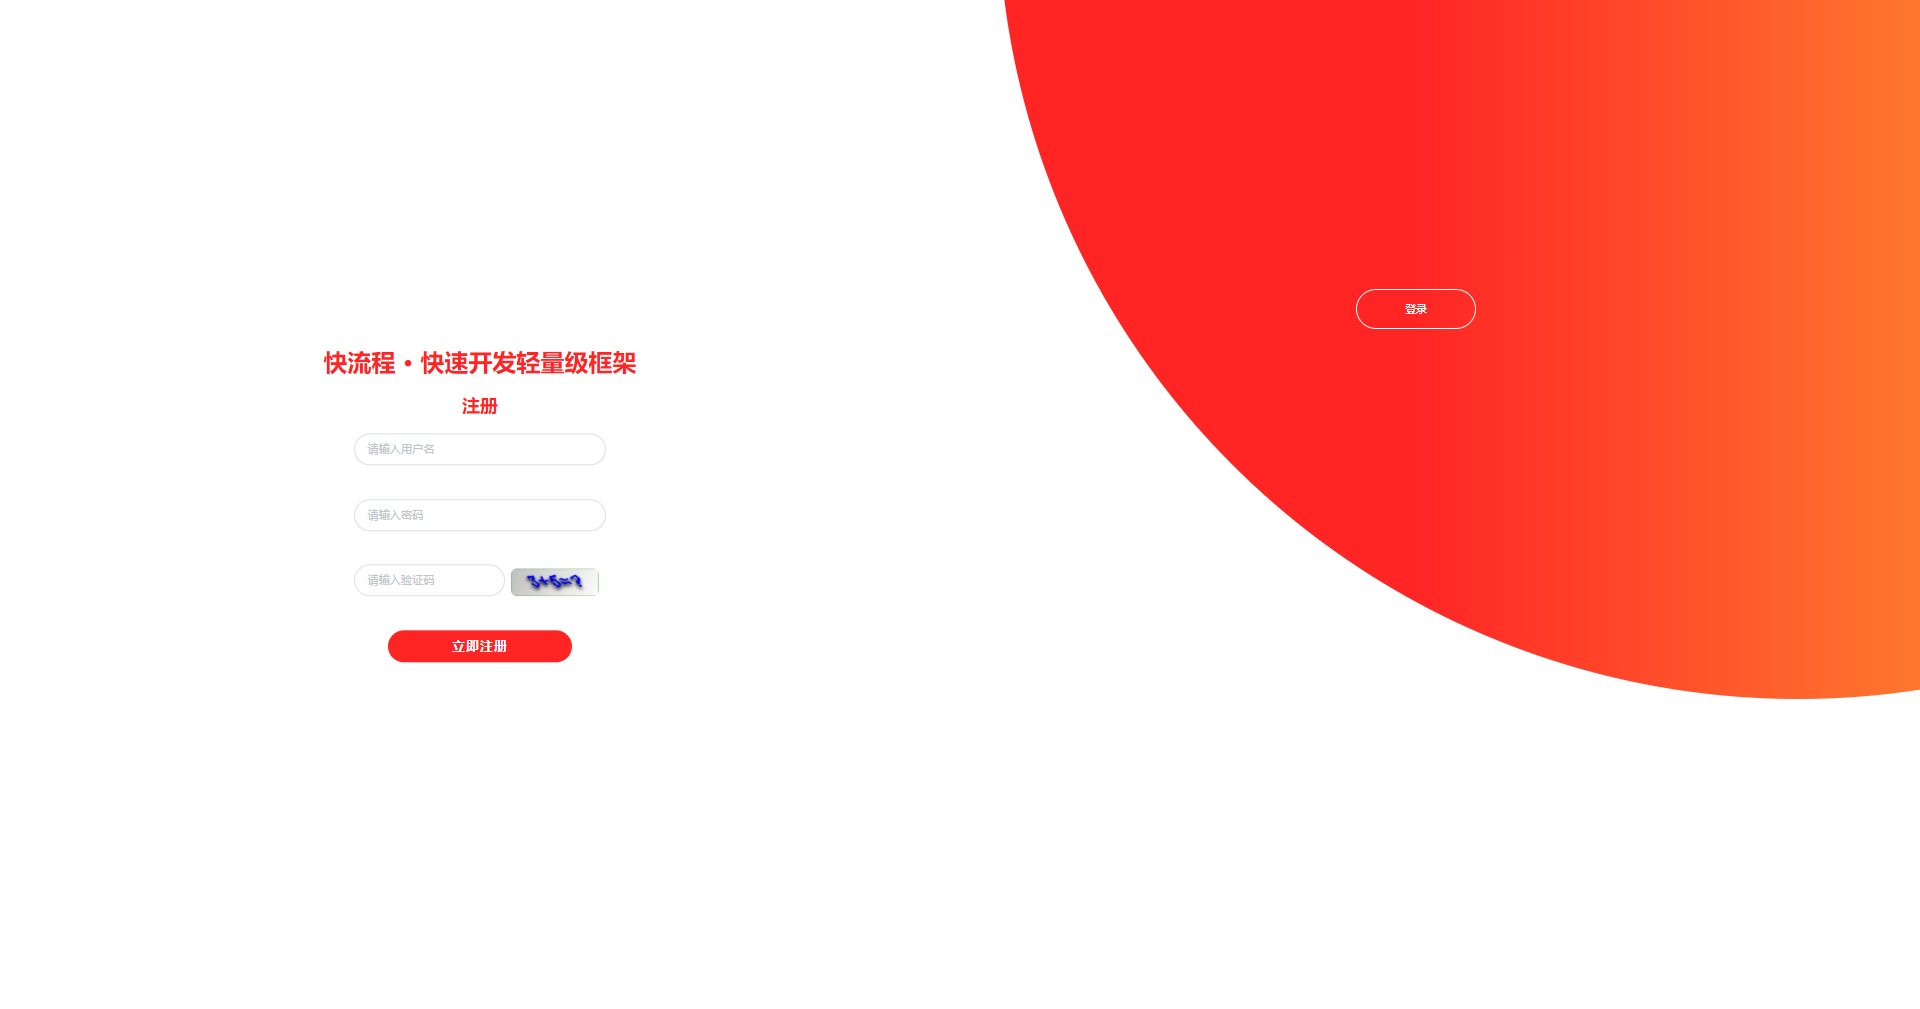 快流程·快速开发轻量级框架
注册
请输入用户名
请输入密码
请输入验证码
3+5=?
立即注册
登录